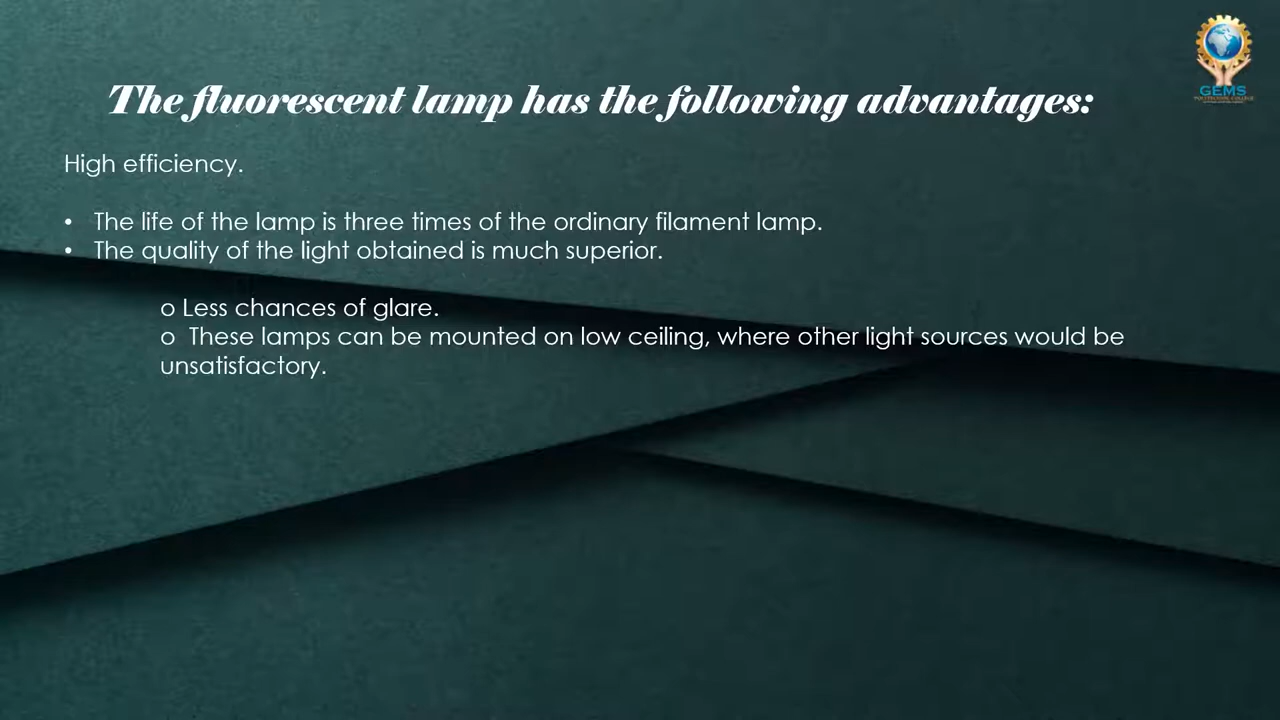 The fluorescent lamp has the following advantages:
High efficiency.
• The life of the lamp is three times of the ordinary filament lamp.
• The quality of the light obtained is much superior.
o Less chances of glare.
o These lamps can be mounted on low ceiling, where other light sources would be
unsatisfactory.
GEMS
POLYTECHNIC COLLEGE